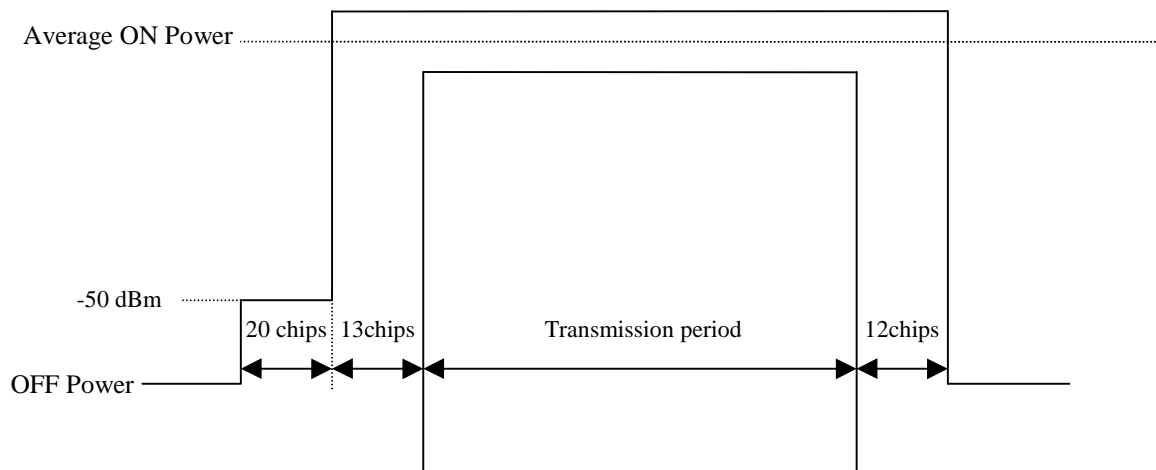 Average ON Power
-50 dBm
20 chips
13chips
Transmission period
12chips
OFF Power